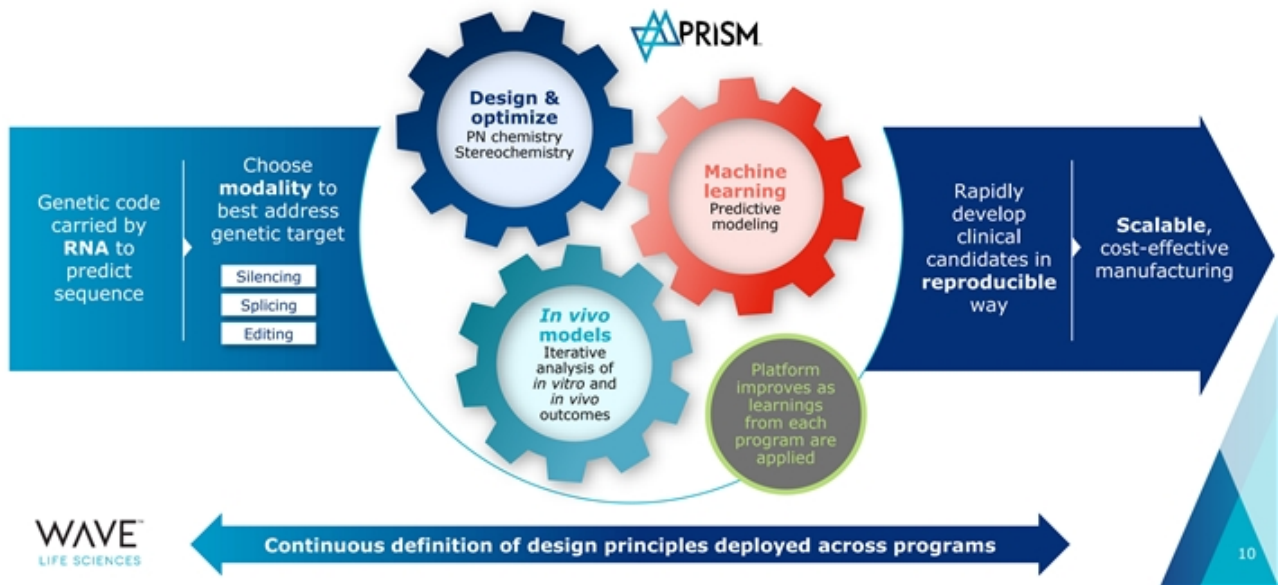 PRISM™
Genetic code
carried by
RNA to
predict
sequence
Choose
modality to
best address
genetic target
Silencing
Splicing
Editing
Design &
optimize
PN chemistry
Stereochemistry
Machine
learning
Predictive
modeling
In vivo
models
Iterative
analysis of
in vitro and
in vivo
outcomes
Platform
improves as
learnings
from each
program are
applied
Rapidly
develop
clinical
candidates in
reproducible
way
Scalable,
cost-effective
manufacturing
WAVE™
LIFE SCIENCES
Continuous definition of design principles deployed across programs
10